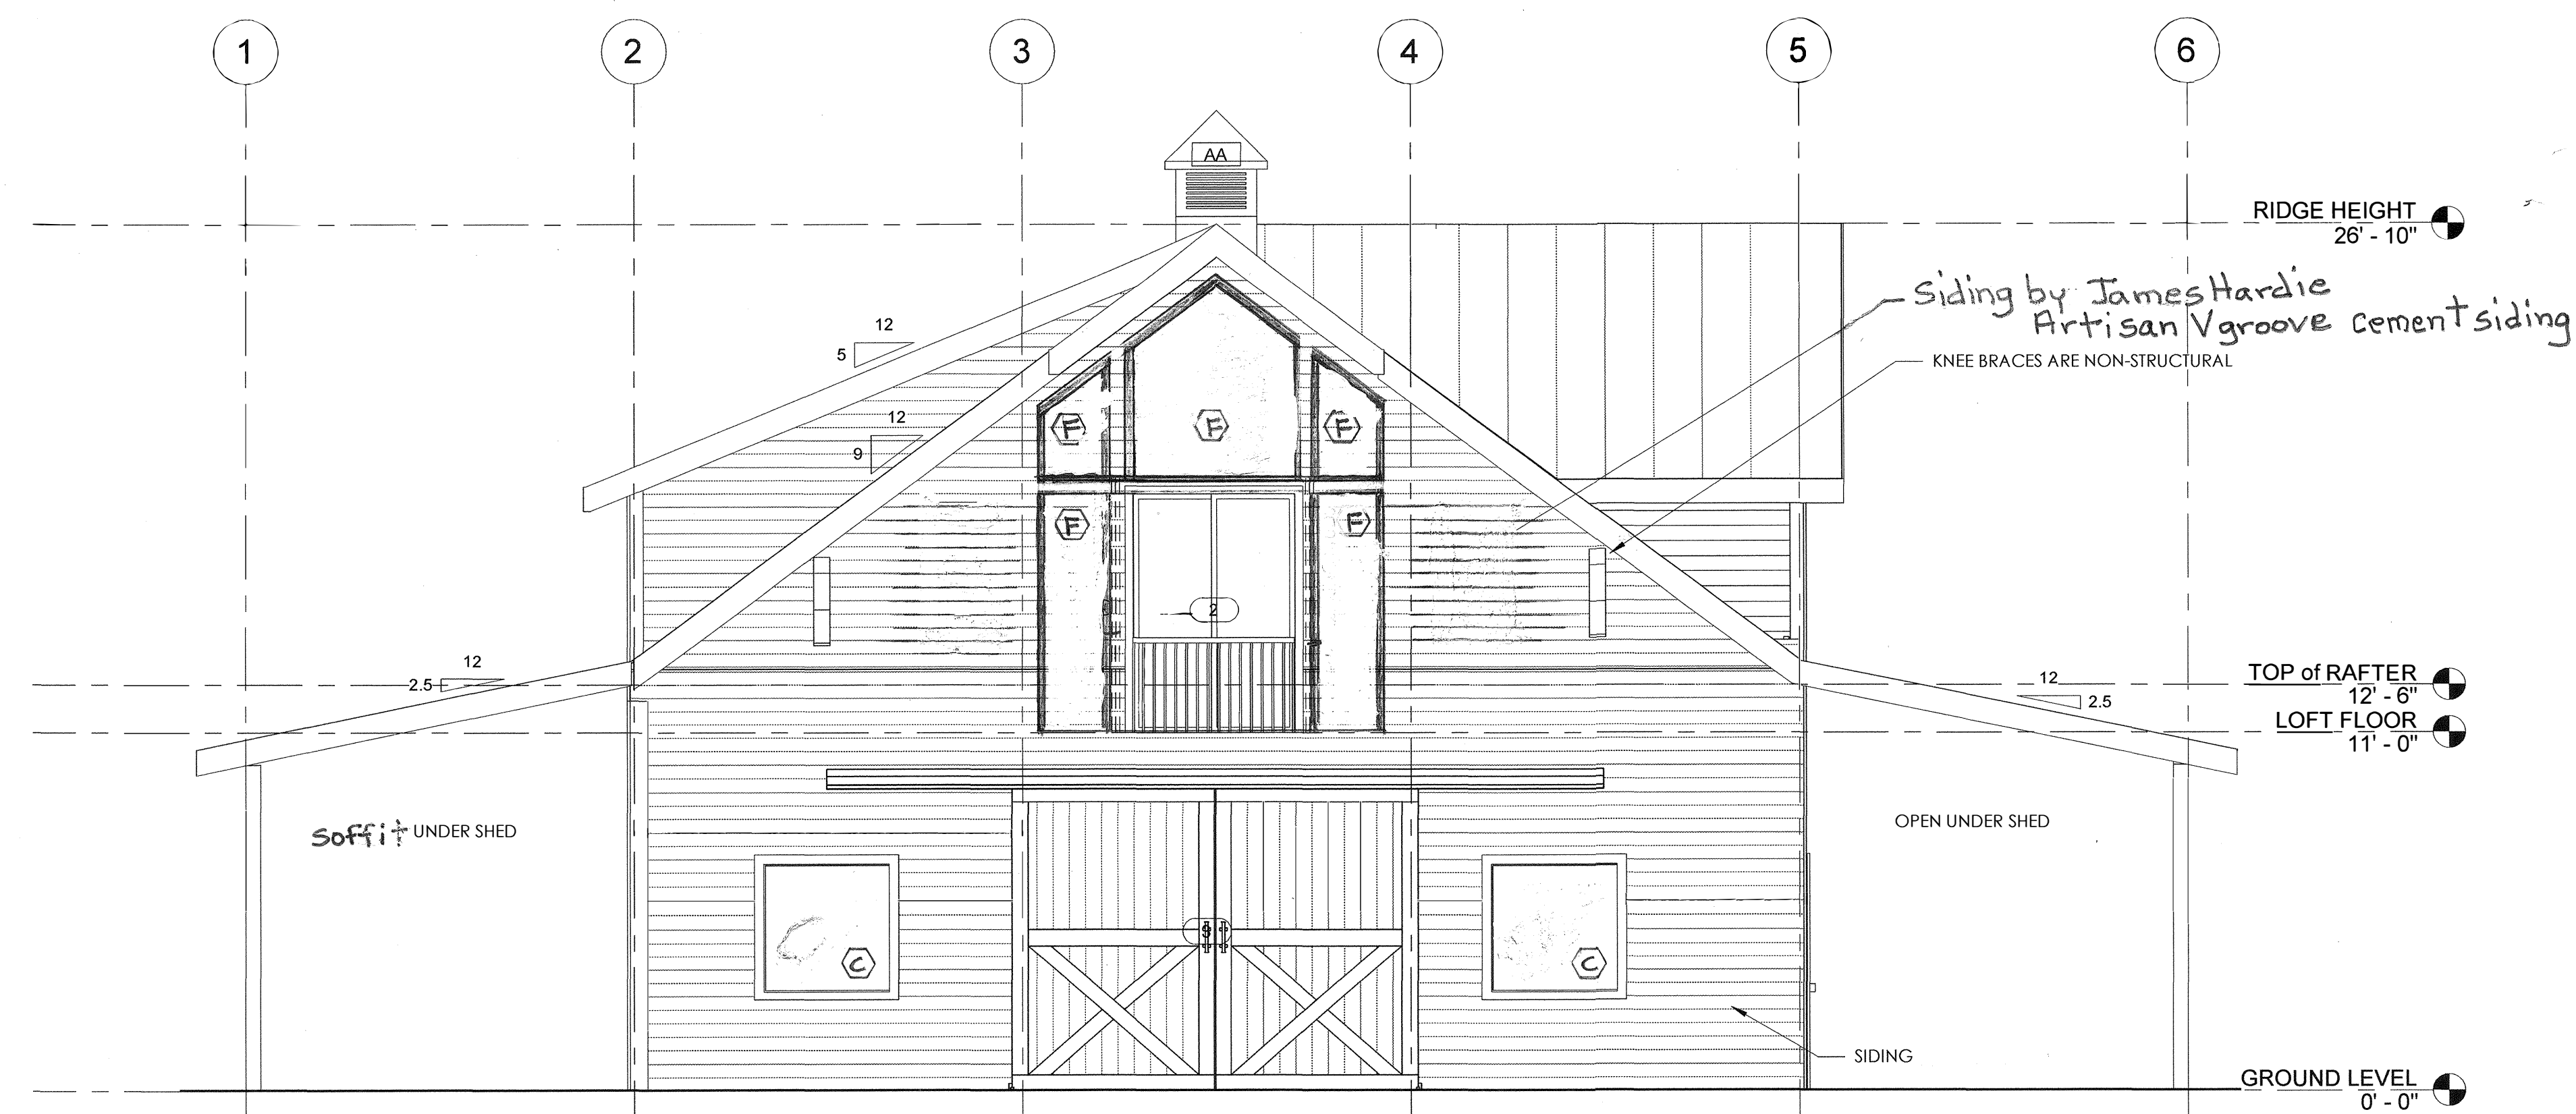 1
2
3
4
5
6
AA
RIDGE HEIGHT
26' - 10"
Siding by James Hardie
Artisan V groove cement siding
KNEE BRACES ARE NON-STRUCTURAL
12
5
12
9
F
F
F
F
F
2
12
2.5
TOP of RAFTER
12' - 6"
12
2.5
LOFT FLOOR
11' - 0"
Soffit UNDER SHED
OPEN UNDER SHED
9
C
C
SIDING
GROUND LEVEL
0' - 0"